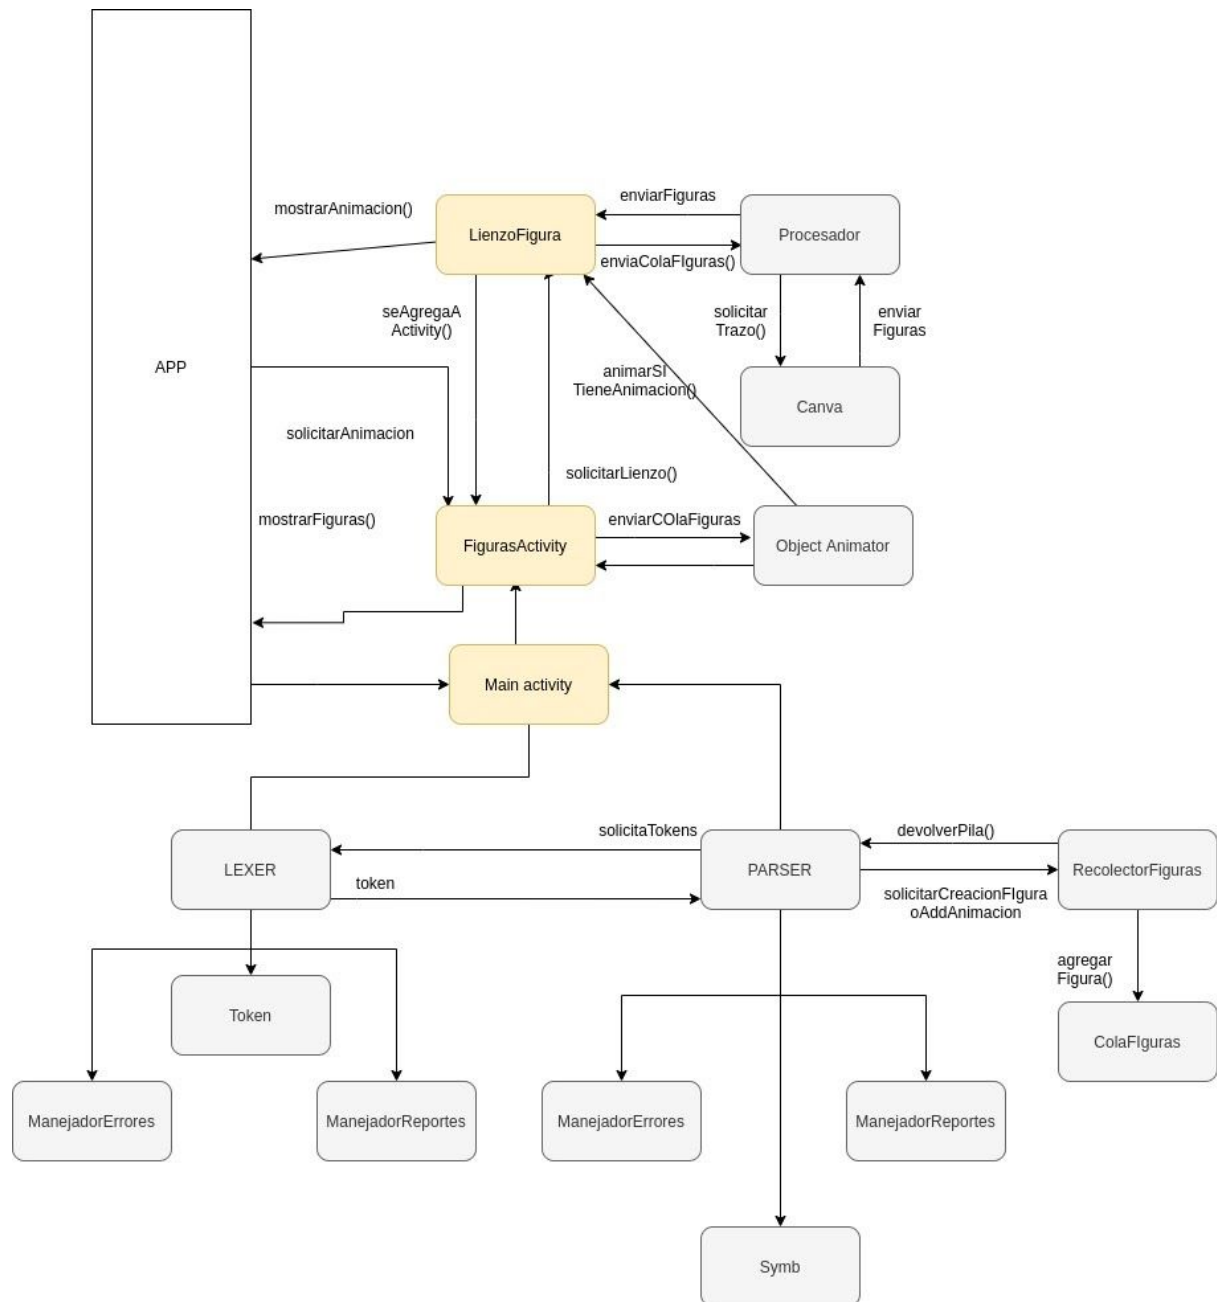 enviarFiguras
mostrarAnimacion()
LienzoFigura
Procesador
enviaColaFIguras()
seAgregaA
Activity()
solicitar
Trazo()
enviar
Figuras
APP
animarSI
TieneAnimacion()
Canva
solicitarAnimacion
solicitarLienzo()
mostrarFiguras()
enviarCOlaFiguras
FigurasActivity
Object Animator
Main activity
solicitaTokens
devolverPila()
LEXER
PARSER
RecolectorFiguras
token
solicitarCreacionFIgura
oAddAnimacion
agregar
Figura()
Token
ColaFIguras
ManejadorErrores
ManejadorReportes
ManejadorErrores
ManejadorReportes
Symb